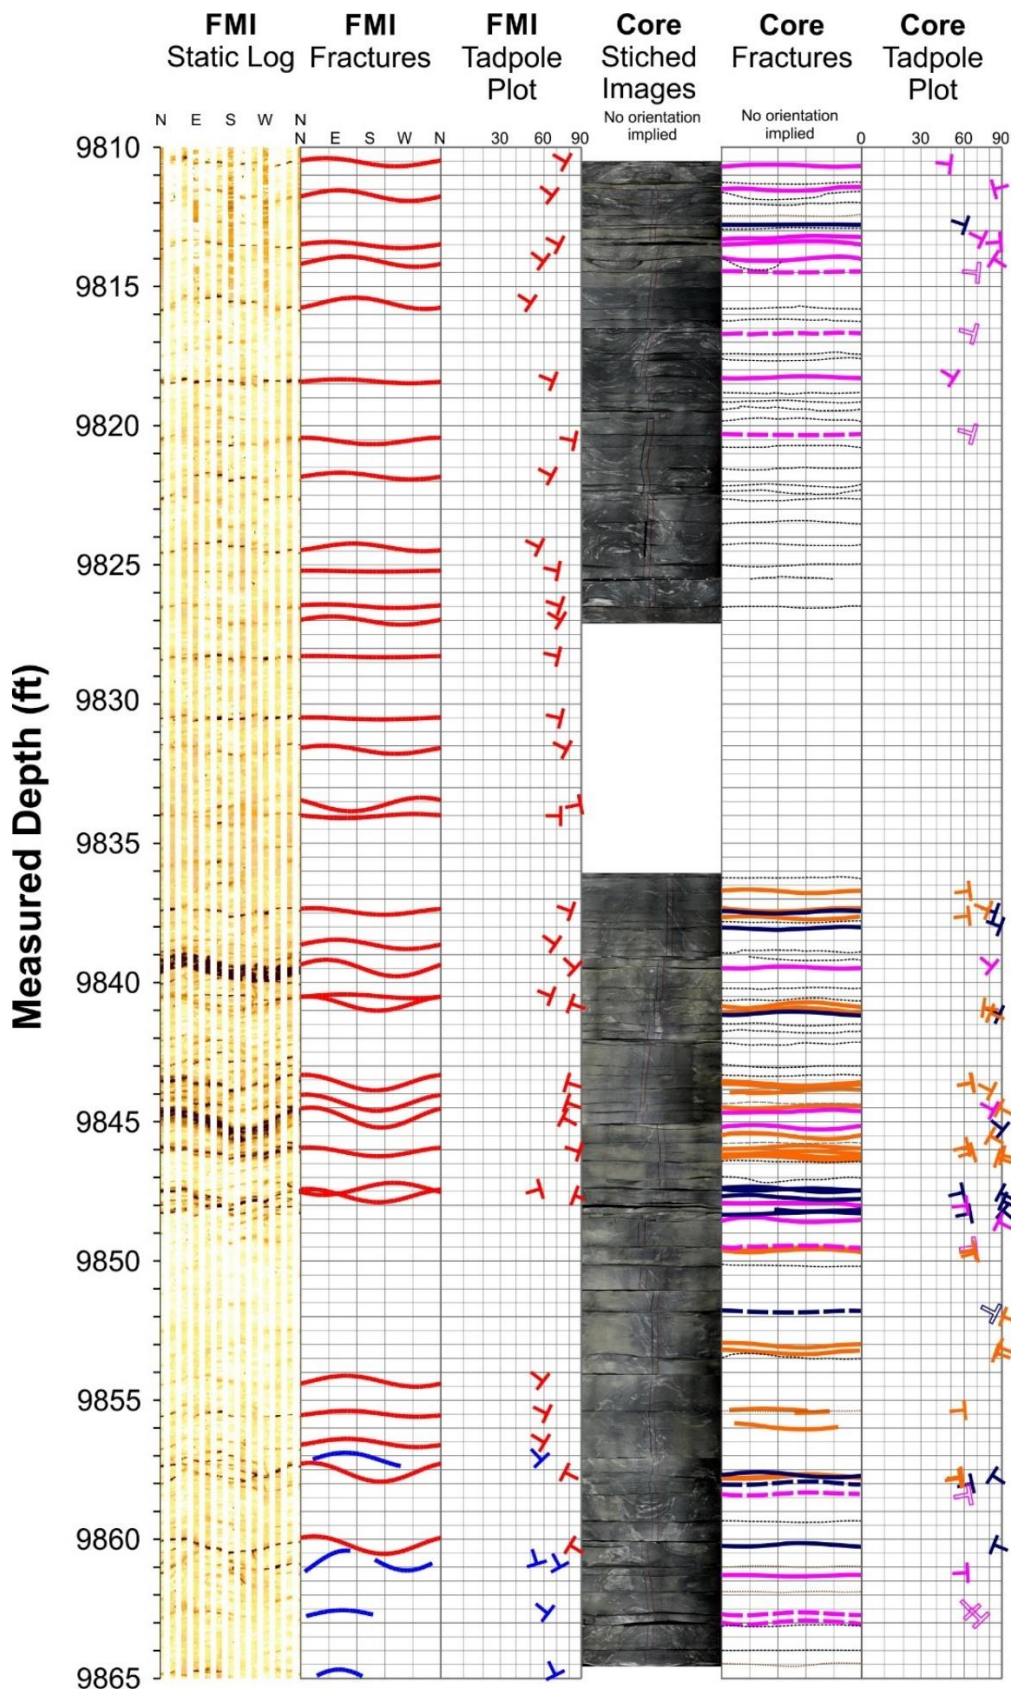 FMI FMI FMI Core Core Core
Static Log Fractures Tadpole Stiched Fractures Tadpole
Plot Images Plot
No orientation implied
No orientation implied
N E S W N
N E S W N
30 60 90
0 30 60 90
Measured Depth (ft)
9810
9815
9820
9825
9830
9835
9840
9845
9850
9855
9860
9865